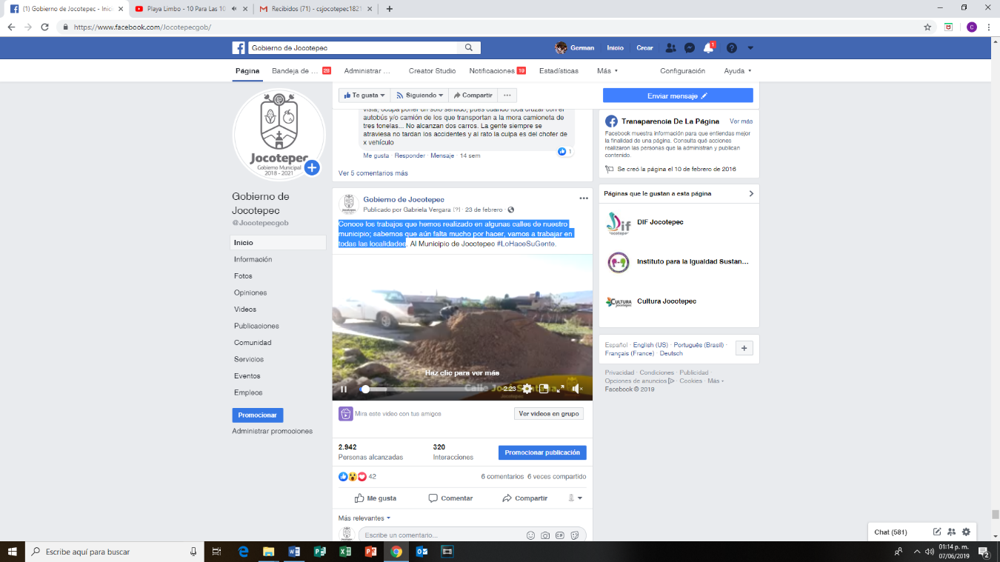 (1) Gobierno de Jocotepec - Inic
Playa Limbo - 10 Para Las 10
Recibidos (71) - csjocotepec1821
https://www.facebook.com/Jocotepecgob/
C
Gobierno de Jocotepec
German Inicio Crear 1
Página Bandeja de ... 28 Administrar ... Creator Studio Notificaciones 19 Estadísticas Más Configuración Ayuda
Jocotepec
Gobierno Municipal
2018 - 2021
Gobierno de
Jocotepec
@Jocotepecgob
Inicio
Información
Fotos
Opiniones
Videos
Publicaciones
Comunidad
Servicios
Eventos
Empleos
Promocionar
Administrar promociones
Te gusta Siguiendo Compartir ...
vista, ocupa poner un solo sentido, pues cuando toca cruzar con el
autobús y/o camión de los que transportan a la mora camioneta de
tres tonelas... No alcanzan dos carros. La gente siempre se
atraviesa no tardan los accidentes y al rato la culpa es del chofer de
x vehículo
1
Me gusta · Responder · Mensaje · 14 sem
Ver 5 comentarios más
Gobierno de Jocotepec
Publicado por Gabriela Vergara [?] · 23 de febrero ·
Conoce los trabajos que hemos realizado en algunas calles de nuestro
municipio; sabemos que aún falta mucho por hacer, vamos a trabajar en
todas las localidades. Al Municipio de Jocotepec #LoHaceSuGente.
Haz clic para ver más
-2:23
Mira este video con tus amigos
Ver videos en grupo
2.942
Personas alcanzadas
320
Interacciones
Promocionar publicación
42
6 comentarios 6 veces compartido
Me gusta Comentar Compartir
Más relevantes
Escribe un comentario...
GIF
Enviar mensaje
Transparencia De La Página Ver más
Facebook muestra información para que entiendas mejor
la finalidad de una página. Consulta qué acciones
realizaron las personas que la administran y publican
contenido.
Se creó la página el 10 de febrero de 2016
Páginas que le gustan a esta página
Dif
Jocotepec
DIF Jocotepec
Instituto para la Igualdad Sustan...
CULTURA
Jocotepec
Cultura Jocotepec
Español · English (US) · Português (Brasil) ·
Français (France) · Deutsch
Privacidad · Condiciones · Publicidad ·
Opciones de anuncios · Cookies · Más
Facebook © 2019
Chat (581)
Escribe aquí para buscar
01:14 p. m.
07/06/2019
2